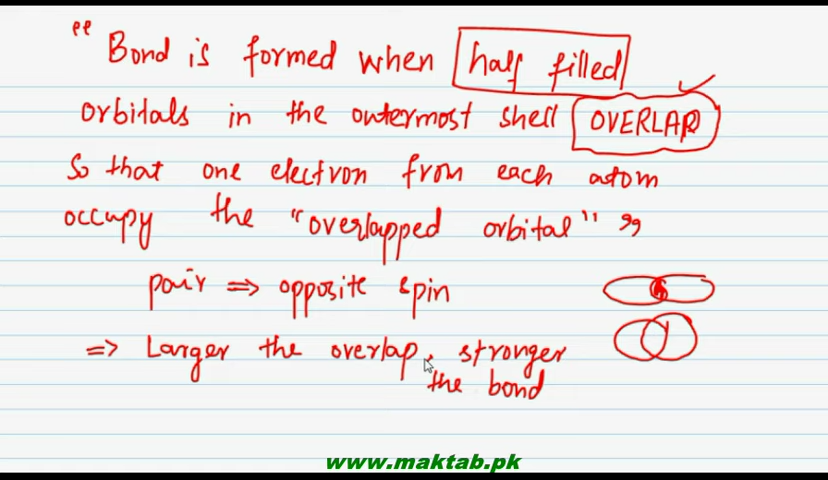 "Bond is formed when half filled
orbitals in the outermost shell OVERLAP
So that one electron from each atom
occupy the "overlapped orbital""
pair ⇒ opposite spin
⇒ Larger the overlap, stronger
the bond
www.maktab.pk